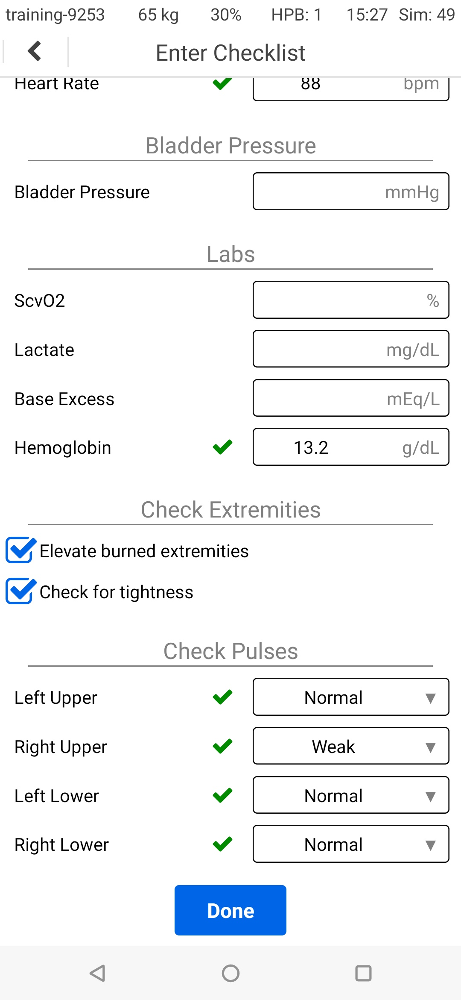 training-9253 65 kg 30% HPB: 1 15:27 Sim: 49
Enter Checklist
Heart Rate 88 bpm
Bladder Pressure
Bladder Pressure mmHg
Labs
ScvO2 %
Lactate mg/dL
Base Excess mEq/L
Hemoglobin 13.2 g/dL
Check Extremities
Elevate burned extremities
Check for tightness
Check Pulses
Left Upper Normal
Right Upper Weak
Left Lower Normal
Right Lower Normal
Done